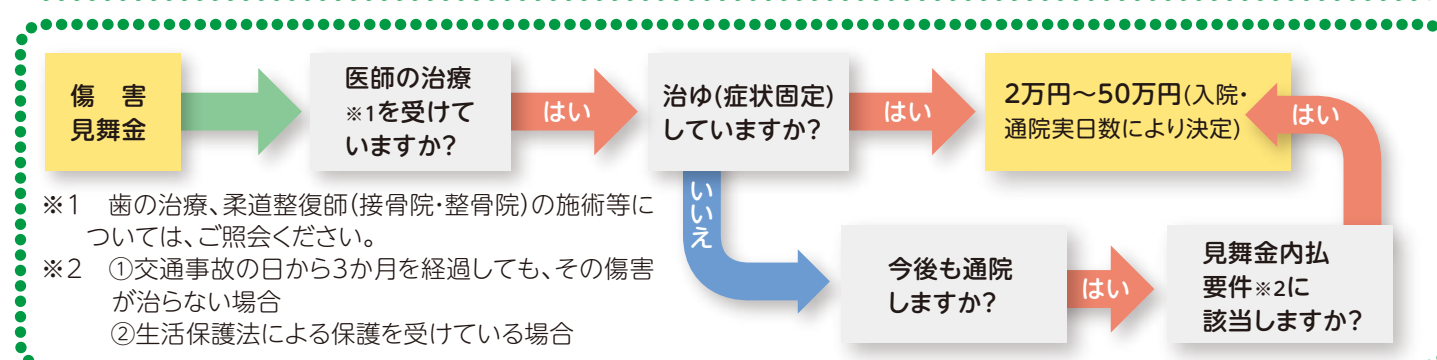 傷　害
見舞金
医師の治療
※1を受けて
いますか?
はい
治ゆ(症状固定)
していますか?
はい
2万円～50万円(入院・
通院実日数により決定)
はい
いいえ
※1　歯の治療、柔道整復師(接骨院・整骨院)の施術等に
ついては、ご照会ください。
※2　①交通事故の日から3か月を経過しても、その傷害
が治らない場合
②生活保護法による保護を受けている場合
今後も通院
しますか?
はい
見舞金内払
要件※2に
該当しますか?